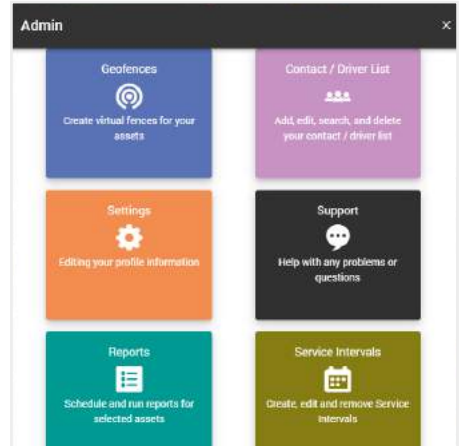 Admin
×
Geofences
Create virtual fences for your
assets
Contact / Driver List
Add, edit, search, and delete
your contact / driver list
Settings
Editing your profile information
Support
Help with any problems or
questions
Reports
Schedule and run reports for
selected assets
Service Intervals
Create, edit and remove Service
Intervals